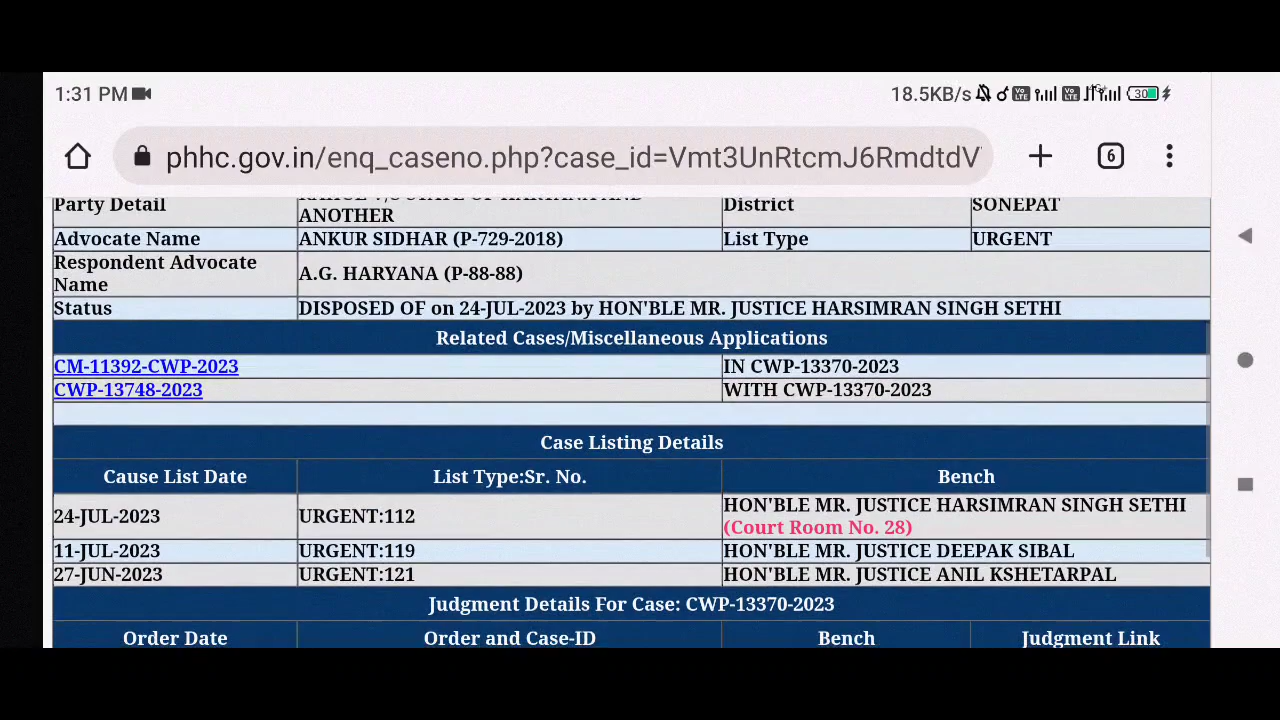 1:31 PM 18.5KB/s 30
phhc.gov.in/enq_caseno.php?case_id=Vmt3UnRtcmJ6RmdtdV 6
Party Detail ANOTHER District SONEPAT
Advocate Name ANKUR SIDHAR (P-729-2018) List Type URGENT
Respondent Advocate Name A.G. HARYANA (P-88-88)
Status DISPOSED OF on 24-JUL-2023 by HON'BLE MR. JUSTICE HARSIMRAN SINGH SETHI
Related Cases/Miscellaneous Applications
CM-11392-CWP-2023 IN CWP-13370-2023
CWP-13748-2023 WITH CWP-13370-2023
Case Listing Details
Cause List Date List Type:Sr. No. Bench
24-JUL-2023 URGENT:112 HON'BLE MR. JUSTICE HARSIMRAN SINGH SETHI
(Court Room No. 28)
11-JUL-2023 URGENT:119 HON'BLE MR. JUSTICE DEEPAK SIBAL
27-JUN-2023 URGENT:121 HON'BLE MR. JUSTICE ANIL KSHETARPAL
Judgment Details For Case: CWP-13370-2023
Order Date Order and Case-ID Bench Judgment Link